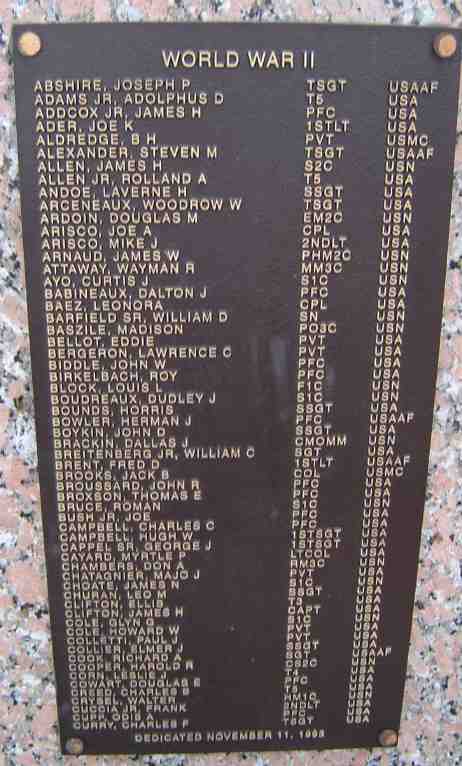 WORLD WAR II
ABSHIRE, JOSEPH P TSGT USAAF
ADAMS JR, ADOLPHUS D T5 USA
ADDCOX JR, JAMES H PFC USA
ADER, JOE K 1STLT USA
ALDREDGE, B H PVT USMC
ALEXANDER, STEVEN M TSGT USAAF
ALLEN, JAMES H S2C USN
ALLEN JR, ROLLAND A T5 USA
ANDOE, LAVERNE H SSGT USA
ARCENEAUX, WOODROW W TSGT USA
ARDOIN, DOUGLAS M EM2C USN
ARISCO, JOE A CPL USA
ARISCO, MIKE J 2NDLT USA
ARNAUD, JAMES W PHM2C USN
ATTAWAY, WAYMAN R MM3C USN
AYO, CURTIS J S1C USN
BABINEAUX, DALTON J PFC USA
BAEZ, LEONORA CPL USA
BARFIELD SR, WILLIAM D SN USN
BASZILE, MADISON PO3C USN
BELLOT, EDDIE PVT USA
BERGERON, LAWRENCE C PVT USA
BIDDLE, JOHN W PFC USA
BIRKELBACH, ROY PVT USA
BLOCK, LOUIS L F1C USN
BOUDREAUX, DUDLEY J S1C USN
BOUNDS, HORRIS SSGT USA
BOWLER, HERMAN J PFC USAAF
BOYKIN, JOHN D SSGT USA
BRACKIN, DALLAS J CMOMM USN
BREITENBERG JR, WILLIAM C SGT USA
BRENT, FRED D 1STLT USAAF
BROOKS, JACK B COL USMC
BROUSSARD, JOHN R PFC USA
BROXSON, THOMAS E PFC USA
BRUCE, ROMAN S1C USN
BUSH JR, JOE PFC USA
CAMPBELL, CHARLES C PFC USA
CAMPBELL, HUGH W 1STSGT USA
CAPPEL SR, GEORGE J 1STSGT USA
CAYARD, MYRTLE P LTCOL USA
CHAMBERS, DON A RM3C USN
CHATAGNIER, MAJO J PVT USA
CHOATE, JAMES N S1C USN
CHURAN, LEO M SSGT USA
CLIFTON, ELLIS T3 USA
CLIFTON, JAMES H CAPT USA
COLE, GLYN G S1C USN
COLE, HOWARD W PVT USA
COLLETTI, PAUL PVT USA
COLLIER, ELMER J SSGT USA
COOK, RICHARD J SGT USAAF
COOPER, HAROLD R CS2C USN
CORN, LESLIE J T4 USA
COWART, DOUGLAS E PFC USA
CREED, CHARLES B T5 USA
CRYSEL, WALTER HM1C USN
CUCCIA JR, FRANK 2NDLT USA
CUPP, ODIS A PFC USA
CURRY, CHARLES F TSGT USA
DEDICATED NOVEMBER 11, 1993